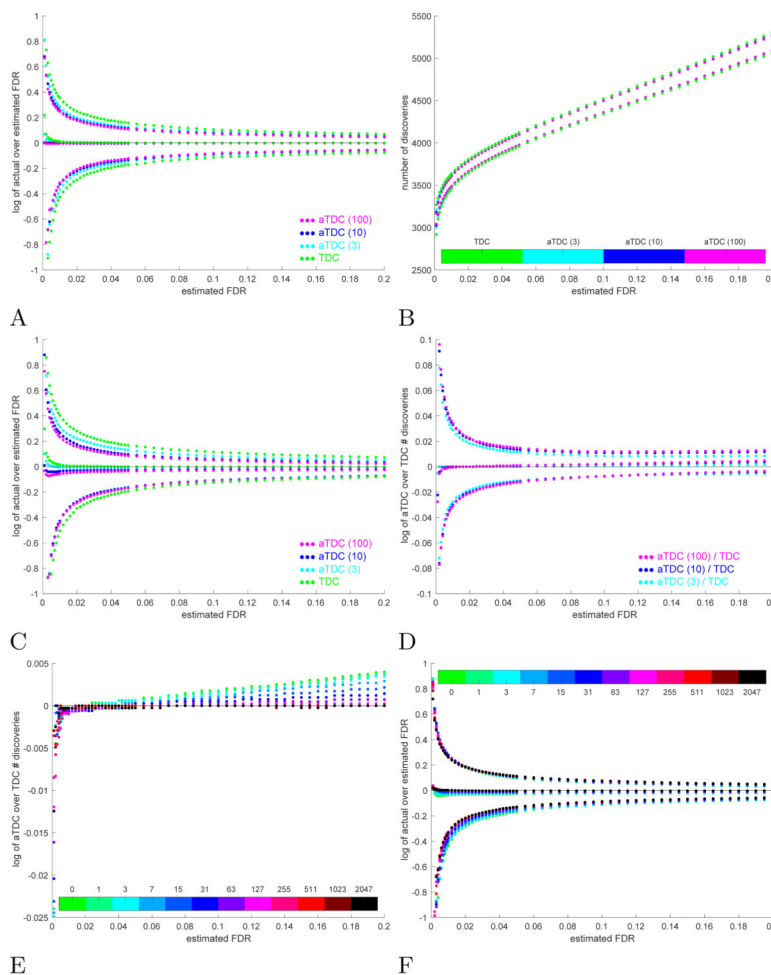 1
0.8
0.6
0.4
0.2
0
-0.2
-0.4
-0.6
-0.8
-1
log of actual over estimated FDR
aTDC (100)
aTDC (10)
aTDC (3)
TDC
0 0.02 0.04 0.06 0.08 0.1 0.12 0.14 0.16 0.18 0.2
estimated FDR
A
5500
5000
4500
4000
3500
3000
2500
number of discoveries
TDC aTDC (3) aTDC (10) aTDC (100)
0 0.02 0.04 0.06 0.08 0.1 0.12 0.14 0.16 0.18
estimated FDR
B
1
0.8
0.6
0.4
0.2
0
-0.2
-0.4
-0.6
-0.8
-1
log of actual over estimated FDR
aTDC (100)
aTDC (10)
aTDC (3)
TDC
0 0.02 0.04 0.06 0.08 0.1 0.12 0.14 0.16 0.18 0.2
estimated FDR
C
0.1
0.08
0.06
0.04
0.02
0
-0.02
-0.04
-0.06
-0.08
-0.1
log of aTDC over TDC # discoveries
aTDC (100) / TDC
aTDC (10) / TDC
aTDC (3) / TDC
0 0.02 0.04 0.06 0.08 0.1 0.12 0.14 0.16 0.18
estimated FDR
D
0.005
0
-0.005
-0.01
-0.015
-0.02
-0.025
log of aTDC over TDC # discoveries
0 1 3 7 15 31 63 127 255 511 1023 2047
0 0.02 0.04 0.06 0.08 0.1 0.12 0.14 0.16 0.18 0.2
estimated FDR
E
1
0.8
0.6
0.4
0.2
0
-0.2
-0.4
-0.6
-0.8
-1
log of actual over estimated FDR
0 1 3 7 15 31 63 127 255 511 1023 2047
0 0.02 0.04 0.06 0.08 0.1 0.12 0.14 0.16 0.18
estimated FDR
F